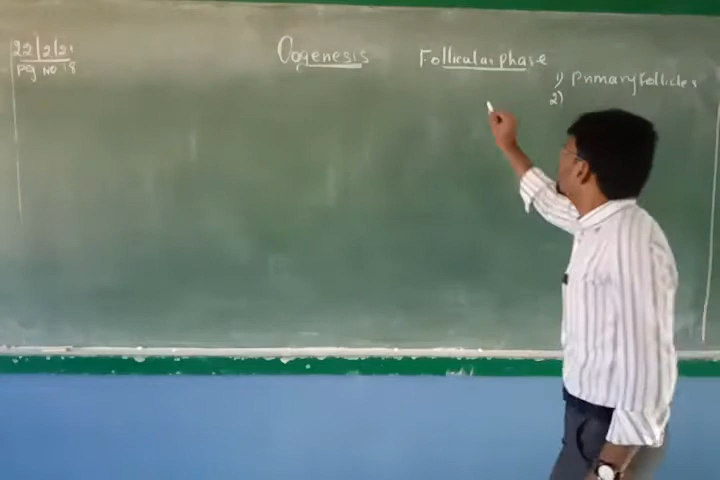 22/2/21
Pg No 18
Oogenesis
Follicular phase
1) Primary follicles
2)